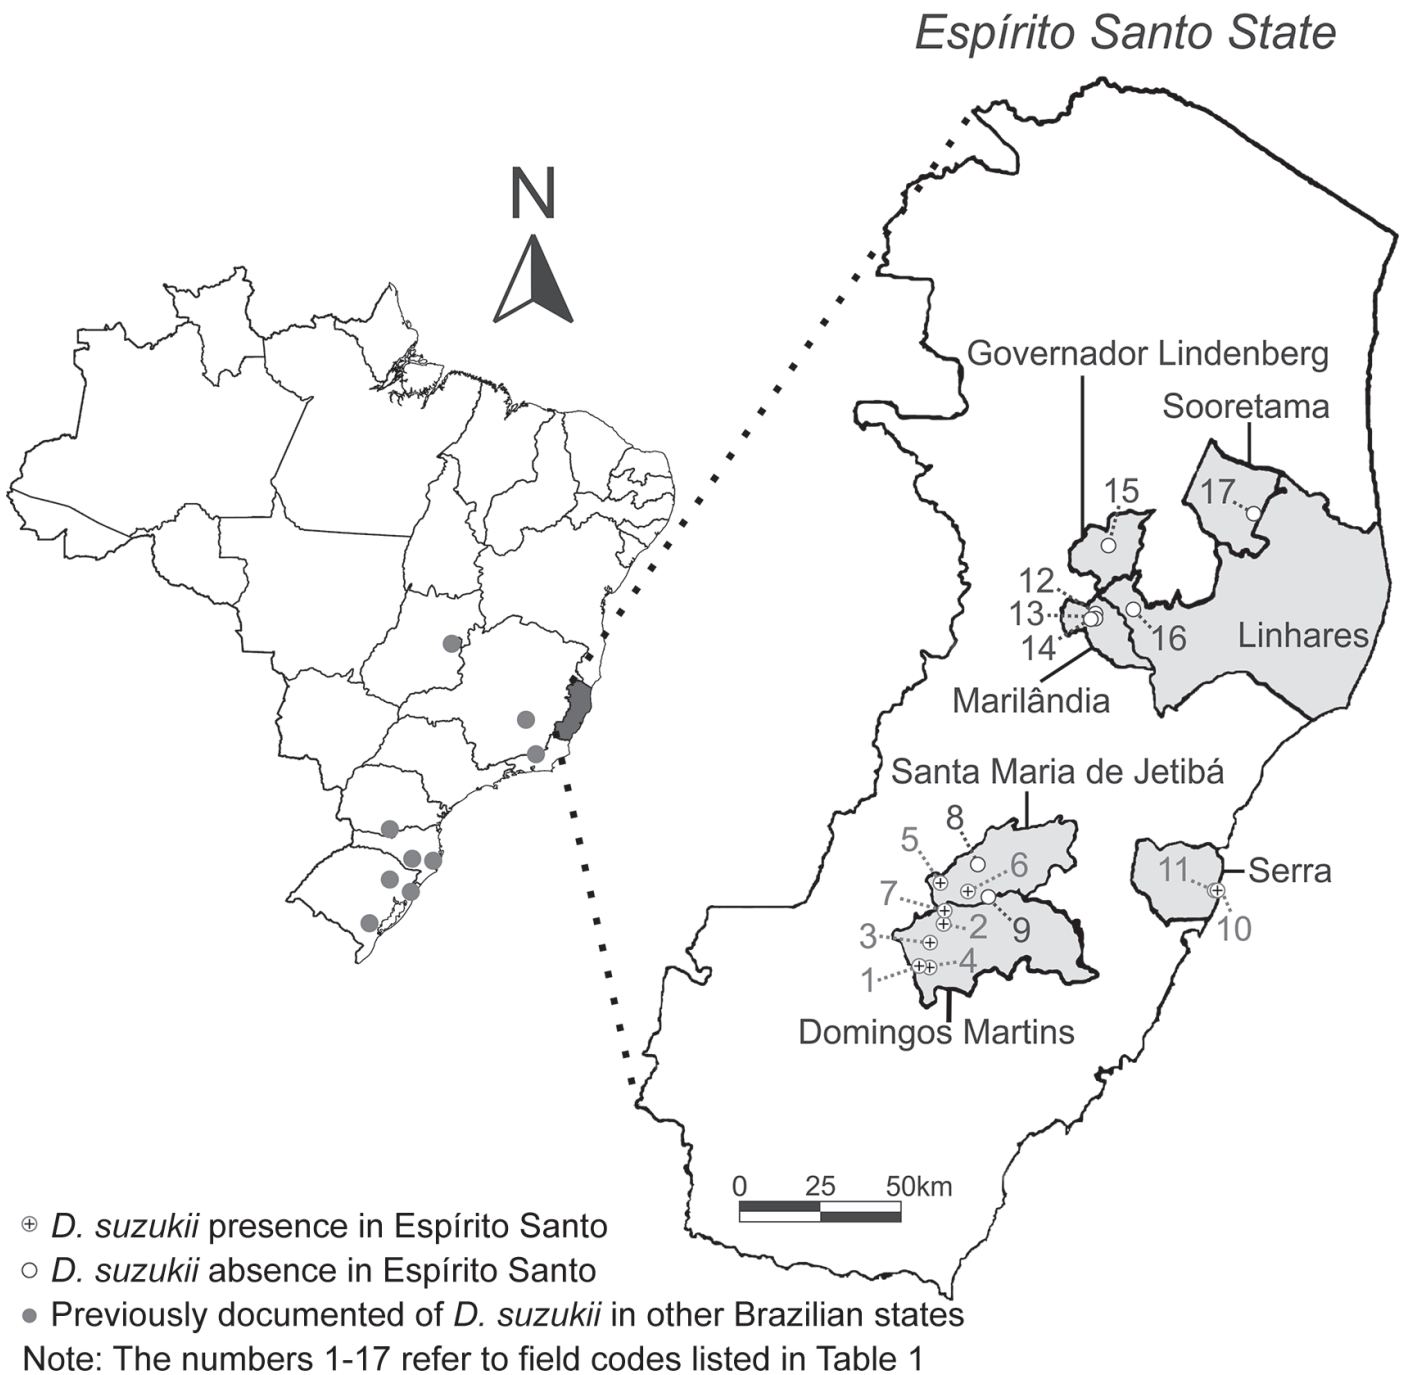 Espírito Santo State
N
Governador Lindenberg
Sooretama
15
17
12
13
14
16
Linhares
Marilândia
Santa Maria de Jetibá
8
5
6
11
Serra
7
10
3
2
9
4
1
Domingos Martins
0 25 50km
D. suzukii presence in Espírito Santo
D. suzukii absence in Espírito Santo
Previously documented of D. suzukii in other Brazilian states
Note: The numbers 1-17 refer to field codes listed in Table 1